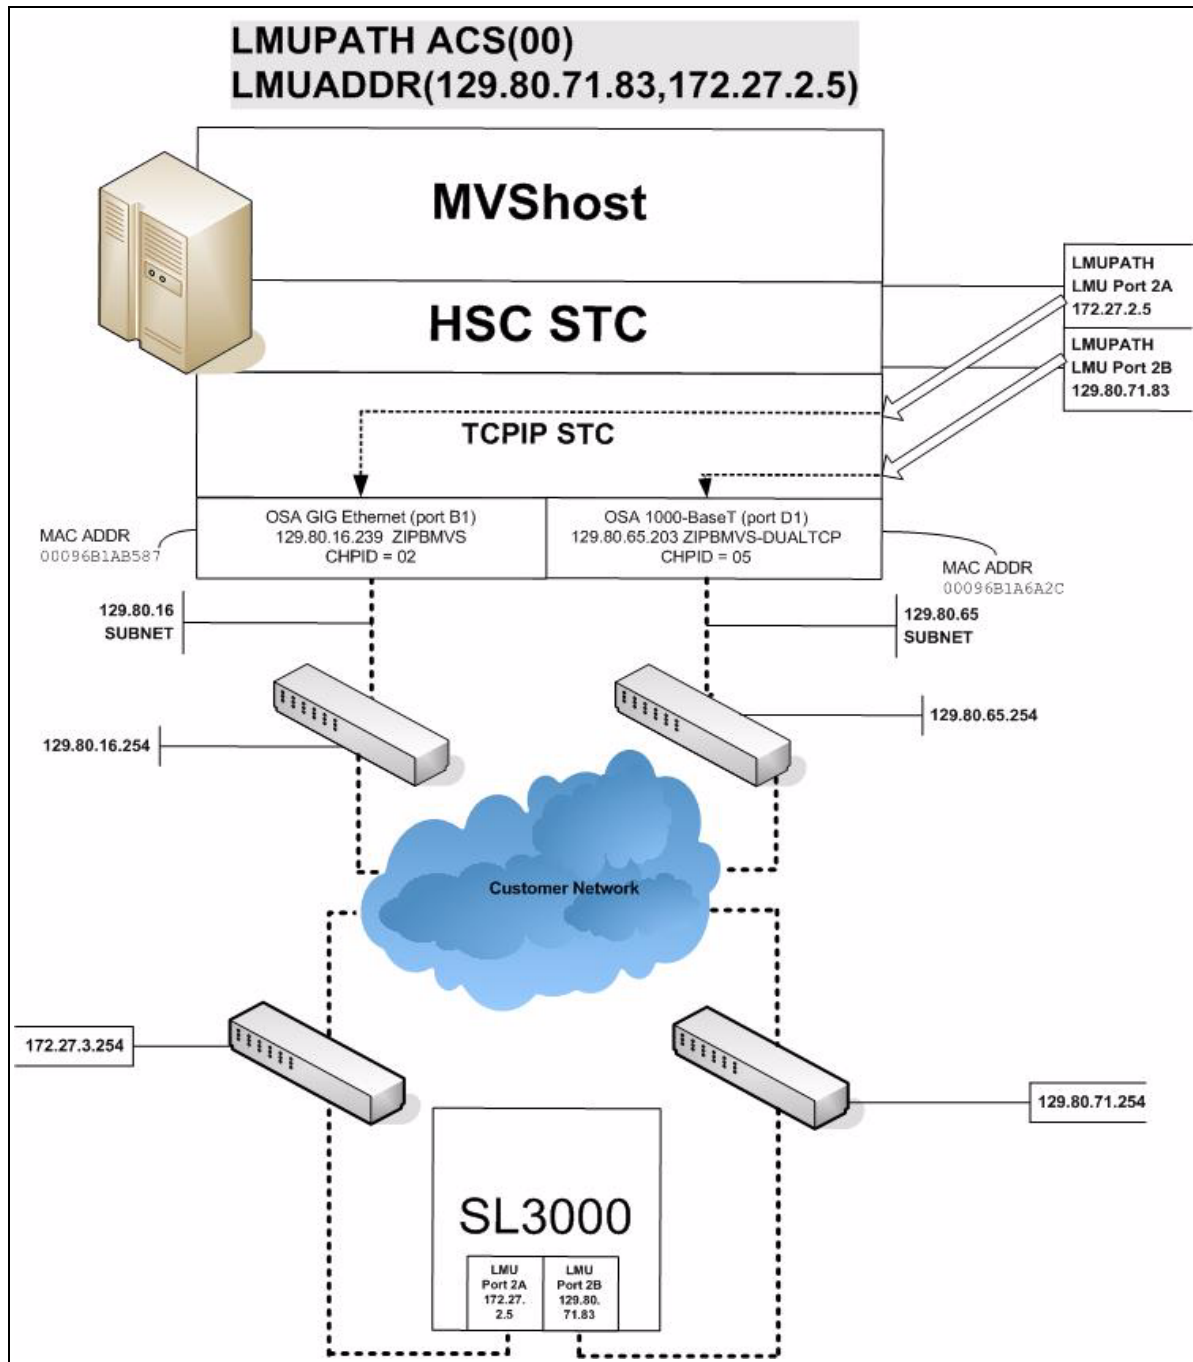 LMUPATH ACS(00)
LMUADDR(129.80.71.83,172.27.2.5)
MVShost
HSC STC
LMUPATH
LMU Port 2A
172.27.2.5
LMUPATH
LMU Port 2B
129.80.71.83
TCPIP STC
OSA GIG Ethernet (port B1)
129.80.16.239 ZIPBMVS
CHPID = 02
OSA 1000-BaseT (port D1)
129.80.65.203 ZIPBMVS-DUALTCP
CHPID = 05
MAC ADDR
00096B1AB587
MAC ADDR
00096B1A6A2C
129.80.16
SUBNET
129.80.65
SUBNET
129.80.16.254
129.80.65.254
Customer Network
172.27.3.254
129.80.71.254
SL3000
LMU
Port 2A
172.27.
2.5
LMU
Port 2B
129.80.
71.83